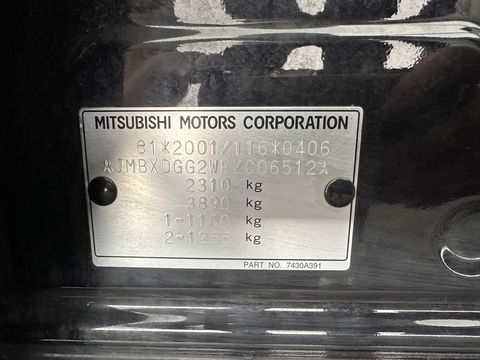 MITSUBISHI MOTORS CORPORATION
e1*2001/116*0406
*JMBXDGG2WFZC06512*
2310 kg
3890 kg
1-1160 kg
2-1255 kg
PART NO. 7430A391